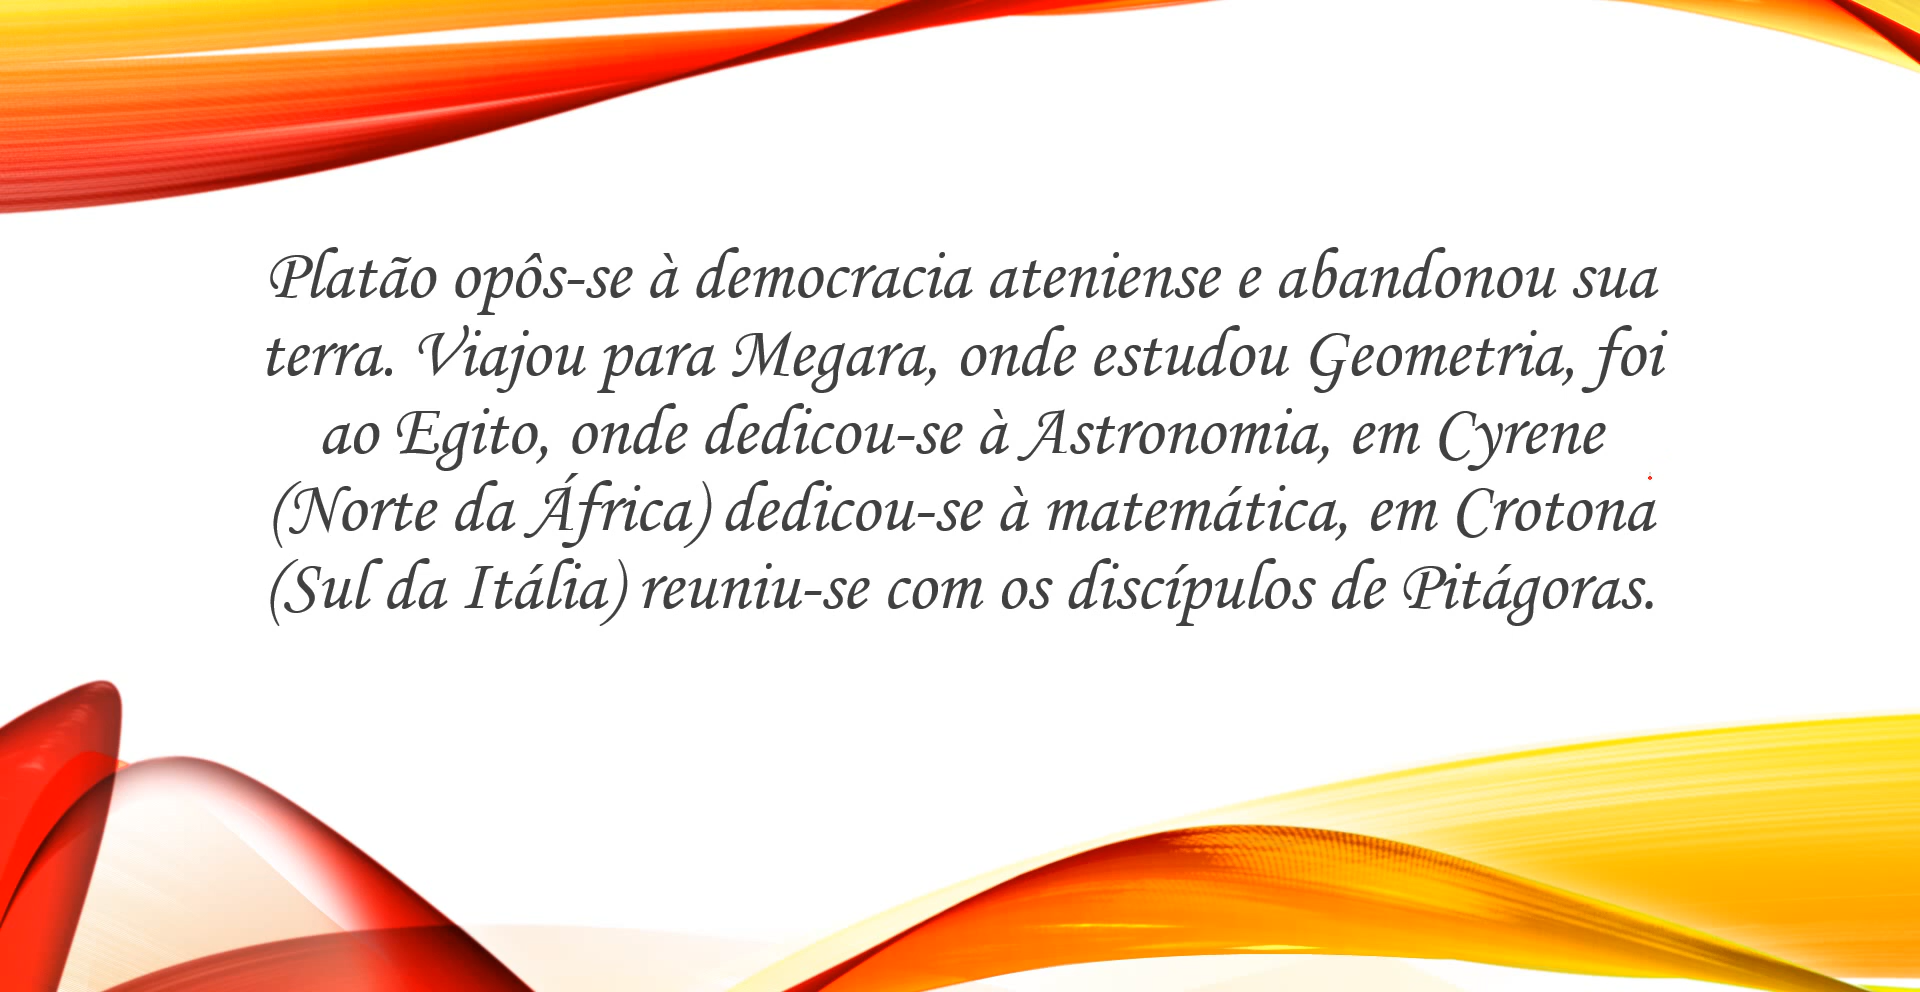 Platão opôs-se à democracia ateniense e abandonou sua
terra. Viajou para Megara, onde estudou Geometria, foi
ao Egito, onde dedicou-se à Astronomia, em Cyrene
(Norte da África) dedicou-se à matemática, em Crotona
(Sul da Itália) reuniu-se com os discípulos de Pitágoras.